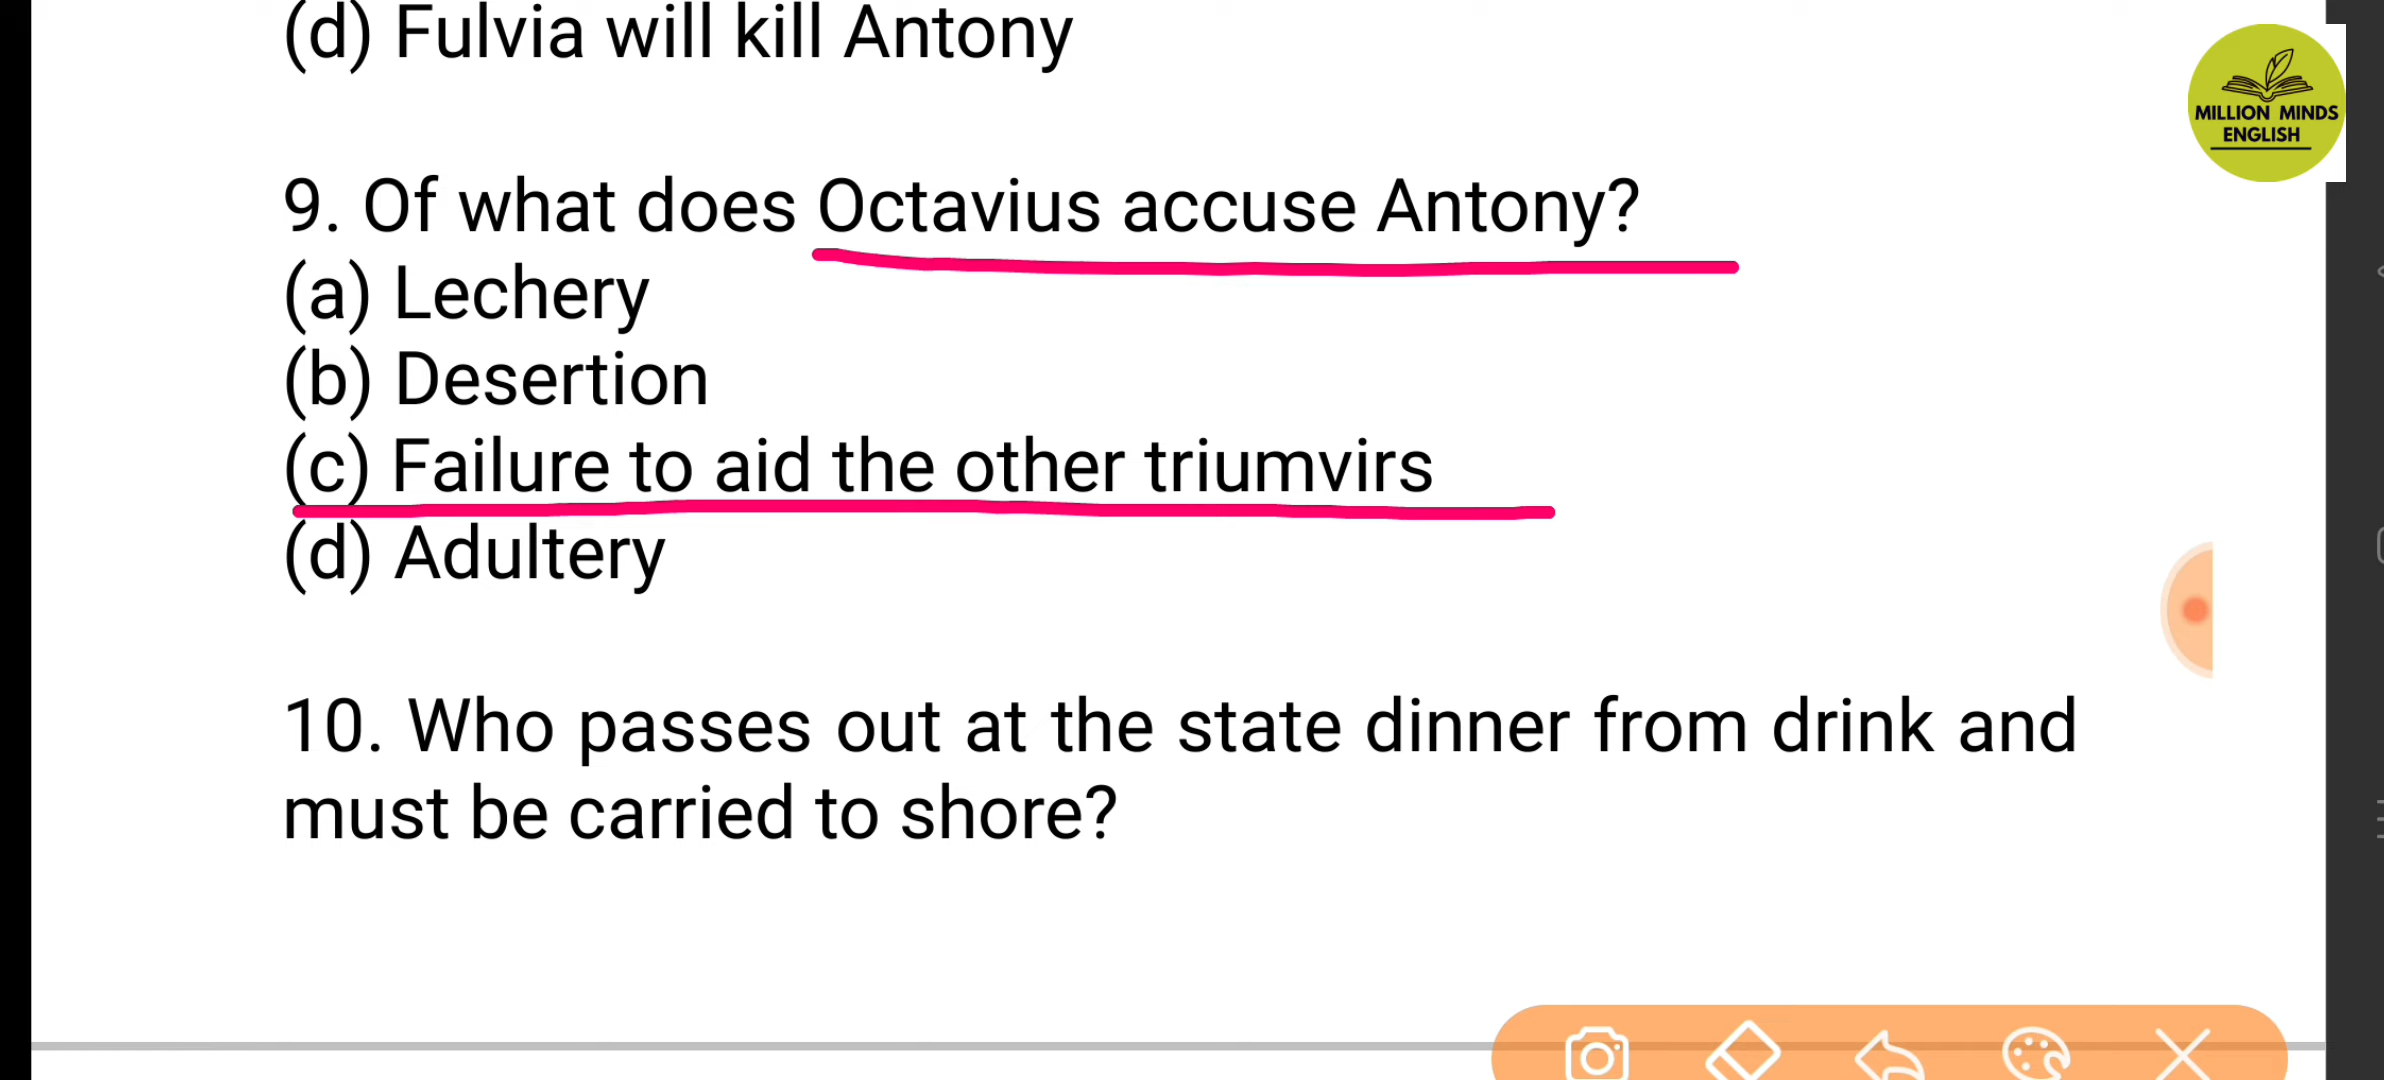 (d) Fulvia will kill Antony
MILLION MINDS
ENGLISH
9. Of what does Octavius accuse Antony?
(a) Lechery
(b) Desertion
(c) Failure to aid the other triumvirs
(d) Adultery
10. Who passes out at the state dinner from drink and
must be carried to shore?